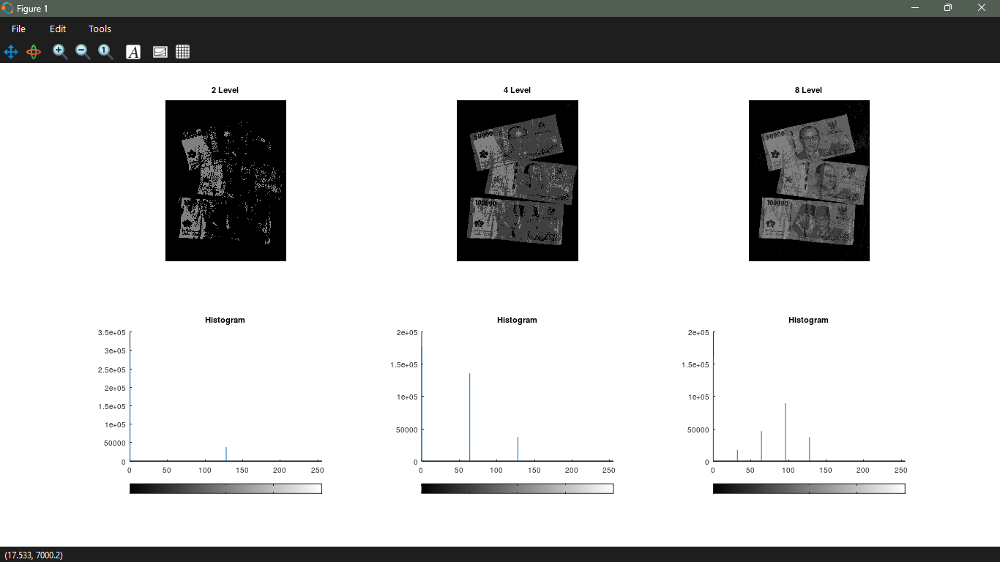 Figure 1
File Edit Tools
2 Level 4 Level 8 Level
50000 50000
100000 100000
Histogram Histogram Histogram
3.5e+05
3e+05
2.5e+05
2e+05
1.5e+05
1e+05
50000
0
0 50 100 150 200 250
2e+05
1.5e+05
1e+05
50000
0
0 50 100 150 200 250
2e+05
1.5e+05
1e+05
50000
0
0 50 100 150 200 250
(17.533, 7000.2)